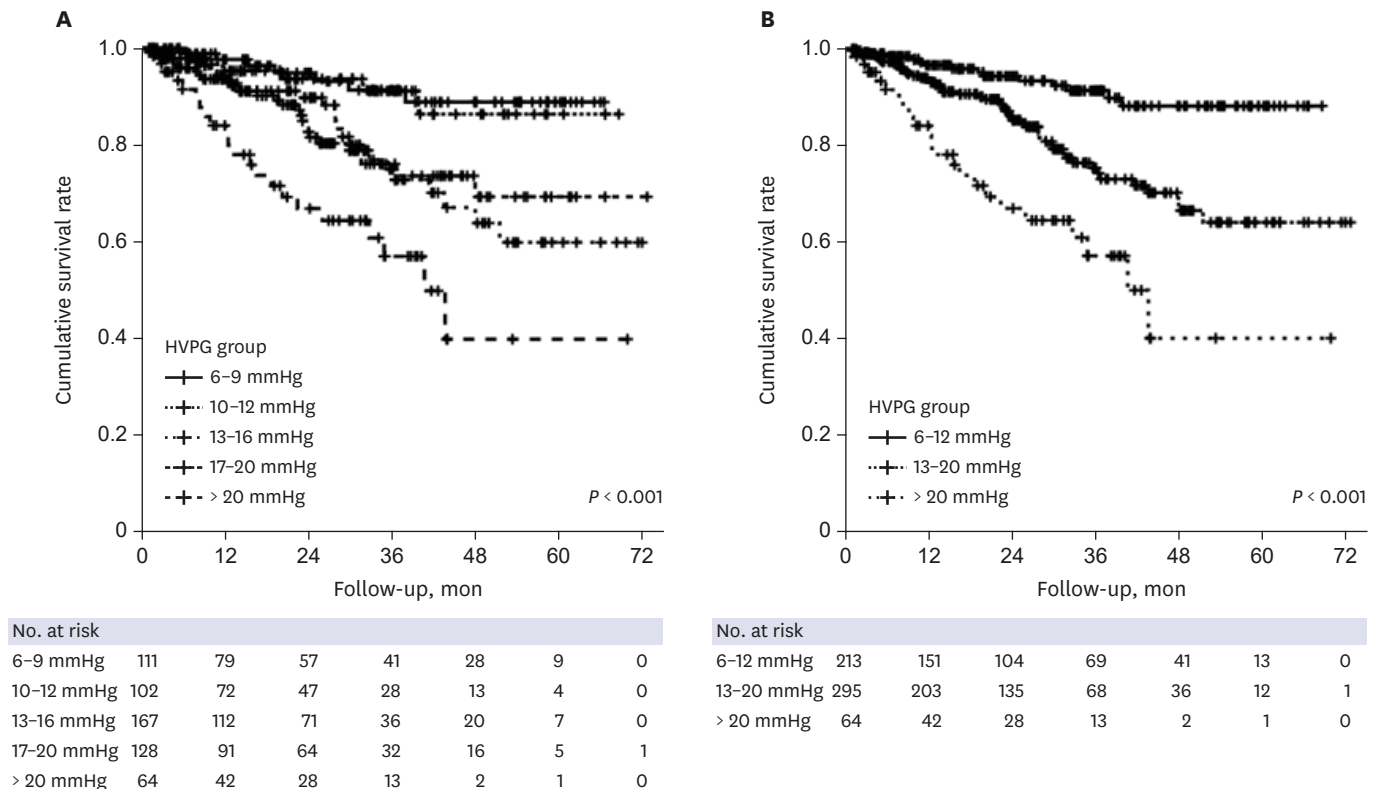 A
1.0
0.8
0.6
0.4
0.2
0
Cumulative survival rate
HVPG group
6–9 mmHg
10–12 mmHg
13–16 mmHg
17–20 mmHg
> 20 mmHg
P < 0.001
0 12 24 36 48 60 72
Follow-up, mon
No. at risk
6–9 mmHg 111 79 57 41 28 9 0
10–12 mmHg 102 72 47 28 13 4 0
13–16 mmHg 167 112 71 36 20 7 0
17–20 mmHg 128 91 64 32 16 5 1
> 20 mmHg 64 42 28 13 2 1 0
B
1.0
0.8
0.6
0.4
0.2
0
Cumulative survival rate
HVPG group
6–12 mmHg
13–20 mmHg
> 20 mmHg
P < 0.001
0 12 24 36 48 60 72
Follow-up, mon
No. at risk
6–12 mmHg 213 151 104 69 41 13 0
13–20 mmHg 295 203 135 68 36 12 1
> 20 mmHg 64 42 28 13 2 1 0